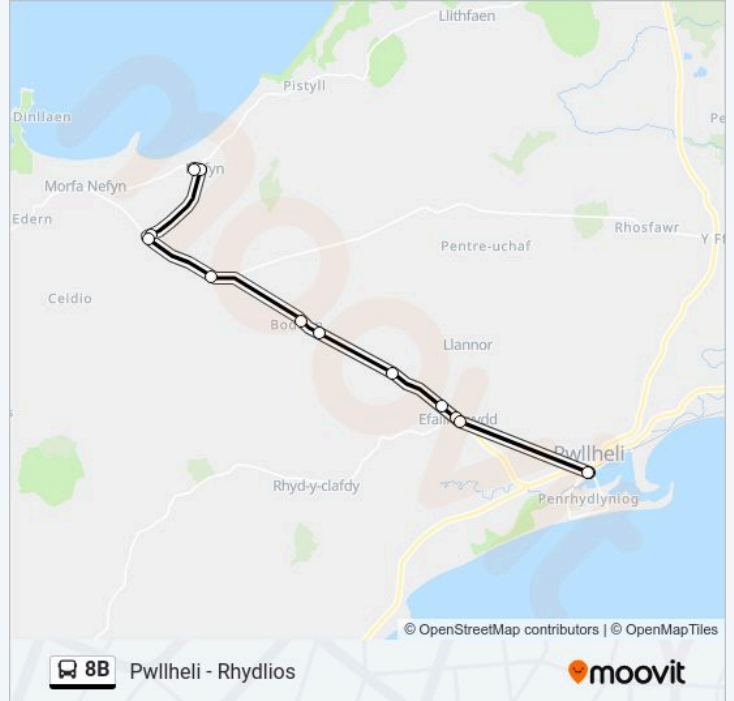 Llithfaen
Pistyll
Dinllaen
Morfa Nefyn
Edern
Rhosfawr
Pentre-uchaf
Ceidio
Llannor
Pwllheli
Rhyd-y-clafdy
Penrhydlyniog
© OpenStreetMap contributors | © OpenMapTiles
8B Pwllheli - Rhydlios
moovit